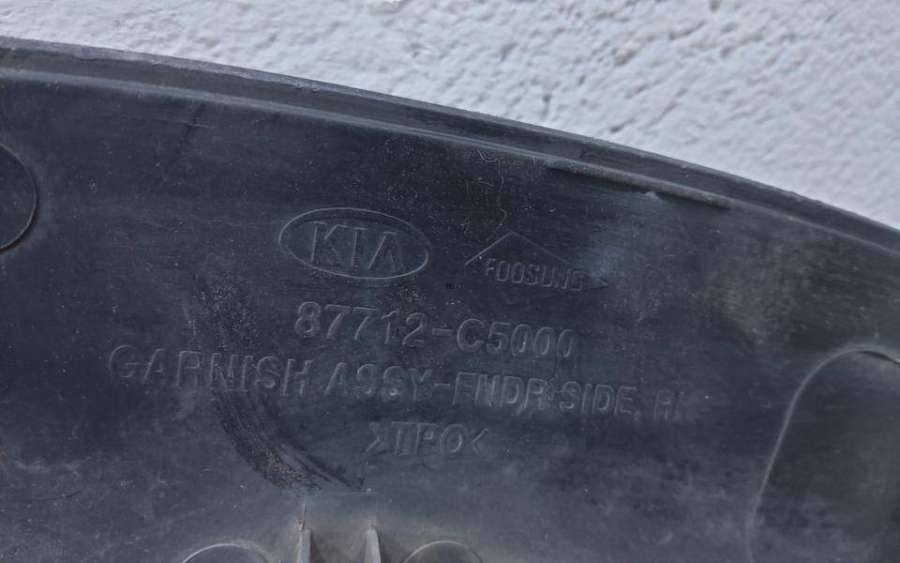 KIA
FOOSUNG
87712-C5000
GARNISH ASSY-FNDR SIDE, RH
>TPO<